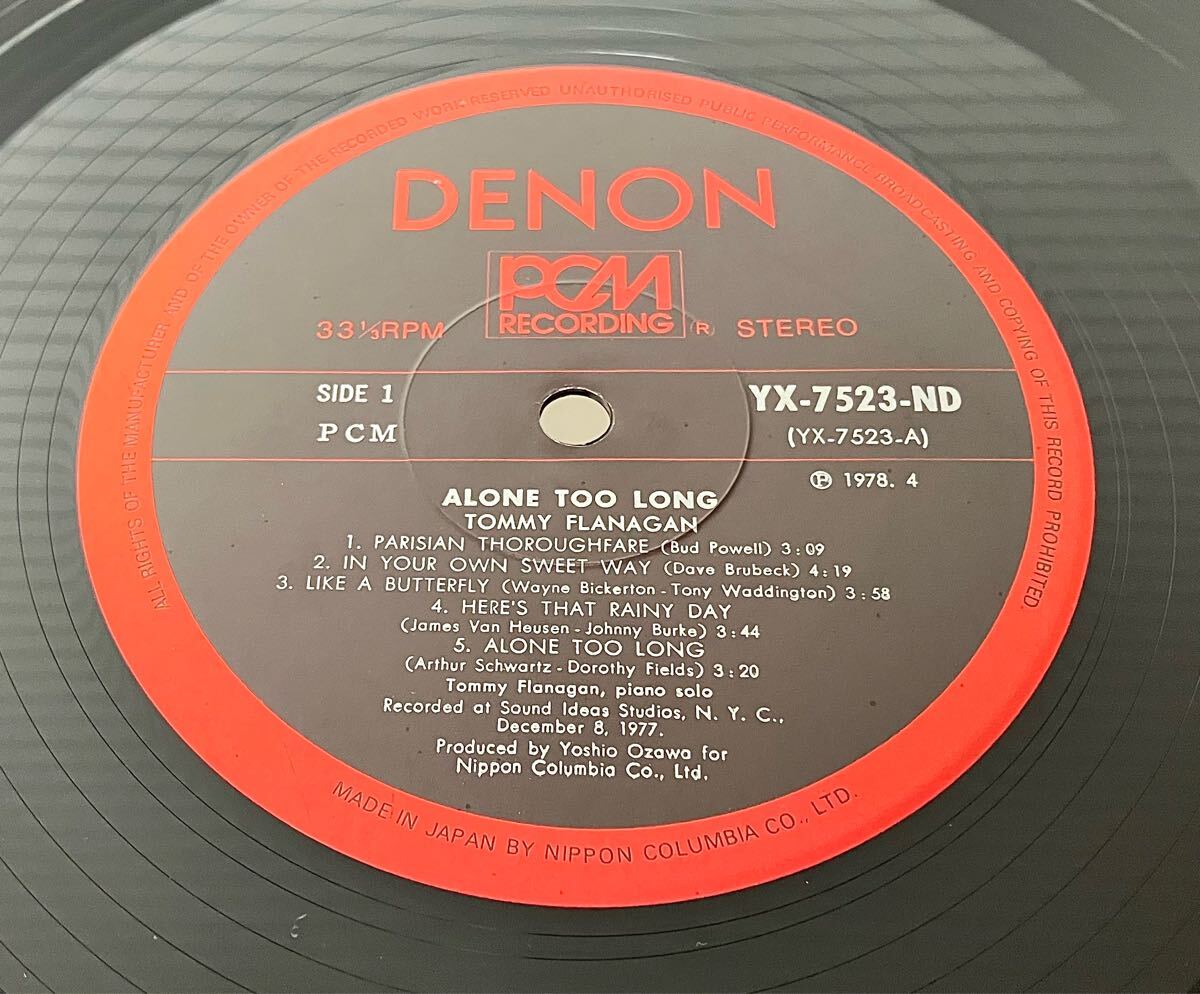 ALL RIGHTS OF THE MANUFACTURER AND OF THE OWNER OF THE RECORDED WORK RESERVED UNAUTHORISED PUBLIC PERFORMANCE BROADCASTING AND COPYING OF THIS RECORD PROHIBITED.
DENON
PCM
RECORDING (R)
33⅓RPM STEREO
SIDE 1 YX-7523-ND
PCM (YX-7523-A)
Ⓟ 1978. 4
ALONE TOO LONG
TOMMY FLANAGAN
1. PARISIAN THOROUGHFARE (Bud Powell) 3:09
2. IN YOUR OWN SWEET WAY (Dave Brubeck) 4:19
3. LIKE A BUTTERFLY (Wayne Bickerton-Tony Waddington) 3:58
4. HERE'S THAT RAINY DAY
(James Van Heusen-Johnny Burke) 3:44
5. ALONE TOO LONG
(Arthur Schwartz-Dorothy Fields) 3:20
Tommy Flanagan, piano solo
Recorded at Sound Ideas Studios, N. Y. C.,
December 8, 1977.
Produced by Yoshio Ozawa for
Nippon Columbia Co., Ltd.
MADE IN JAPAN BY NIPPON COLUMBIA CO., LTD.